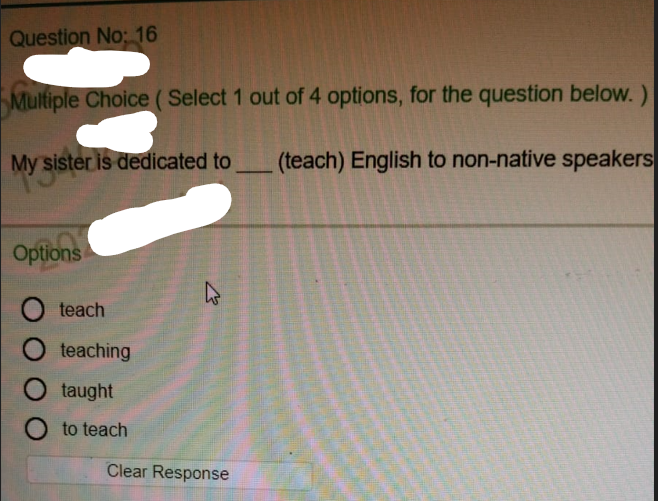 Question No: 16
Multiple Choice ( Select 1 out of 4 options, for the question below. )
My sister is dedicated to ___ (teach) English to non-native speakers
Options
teach
teaching
taught
to teach
Clear Response